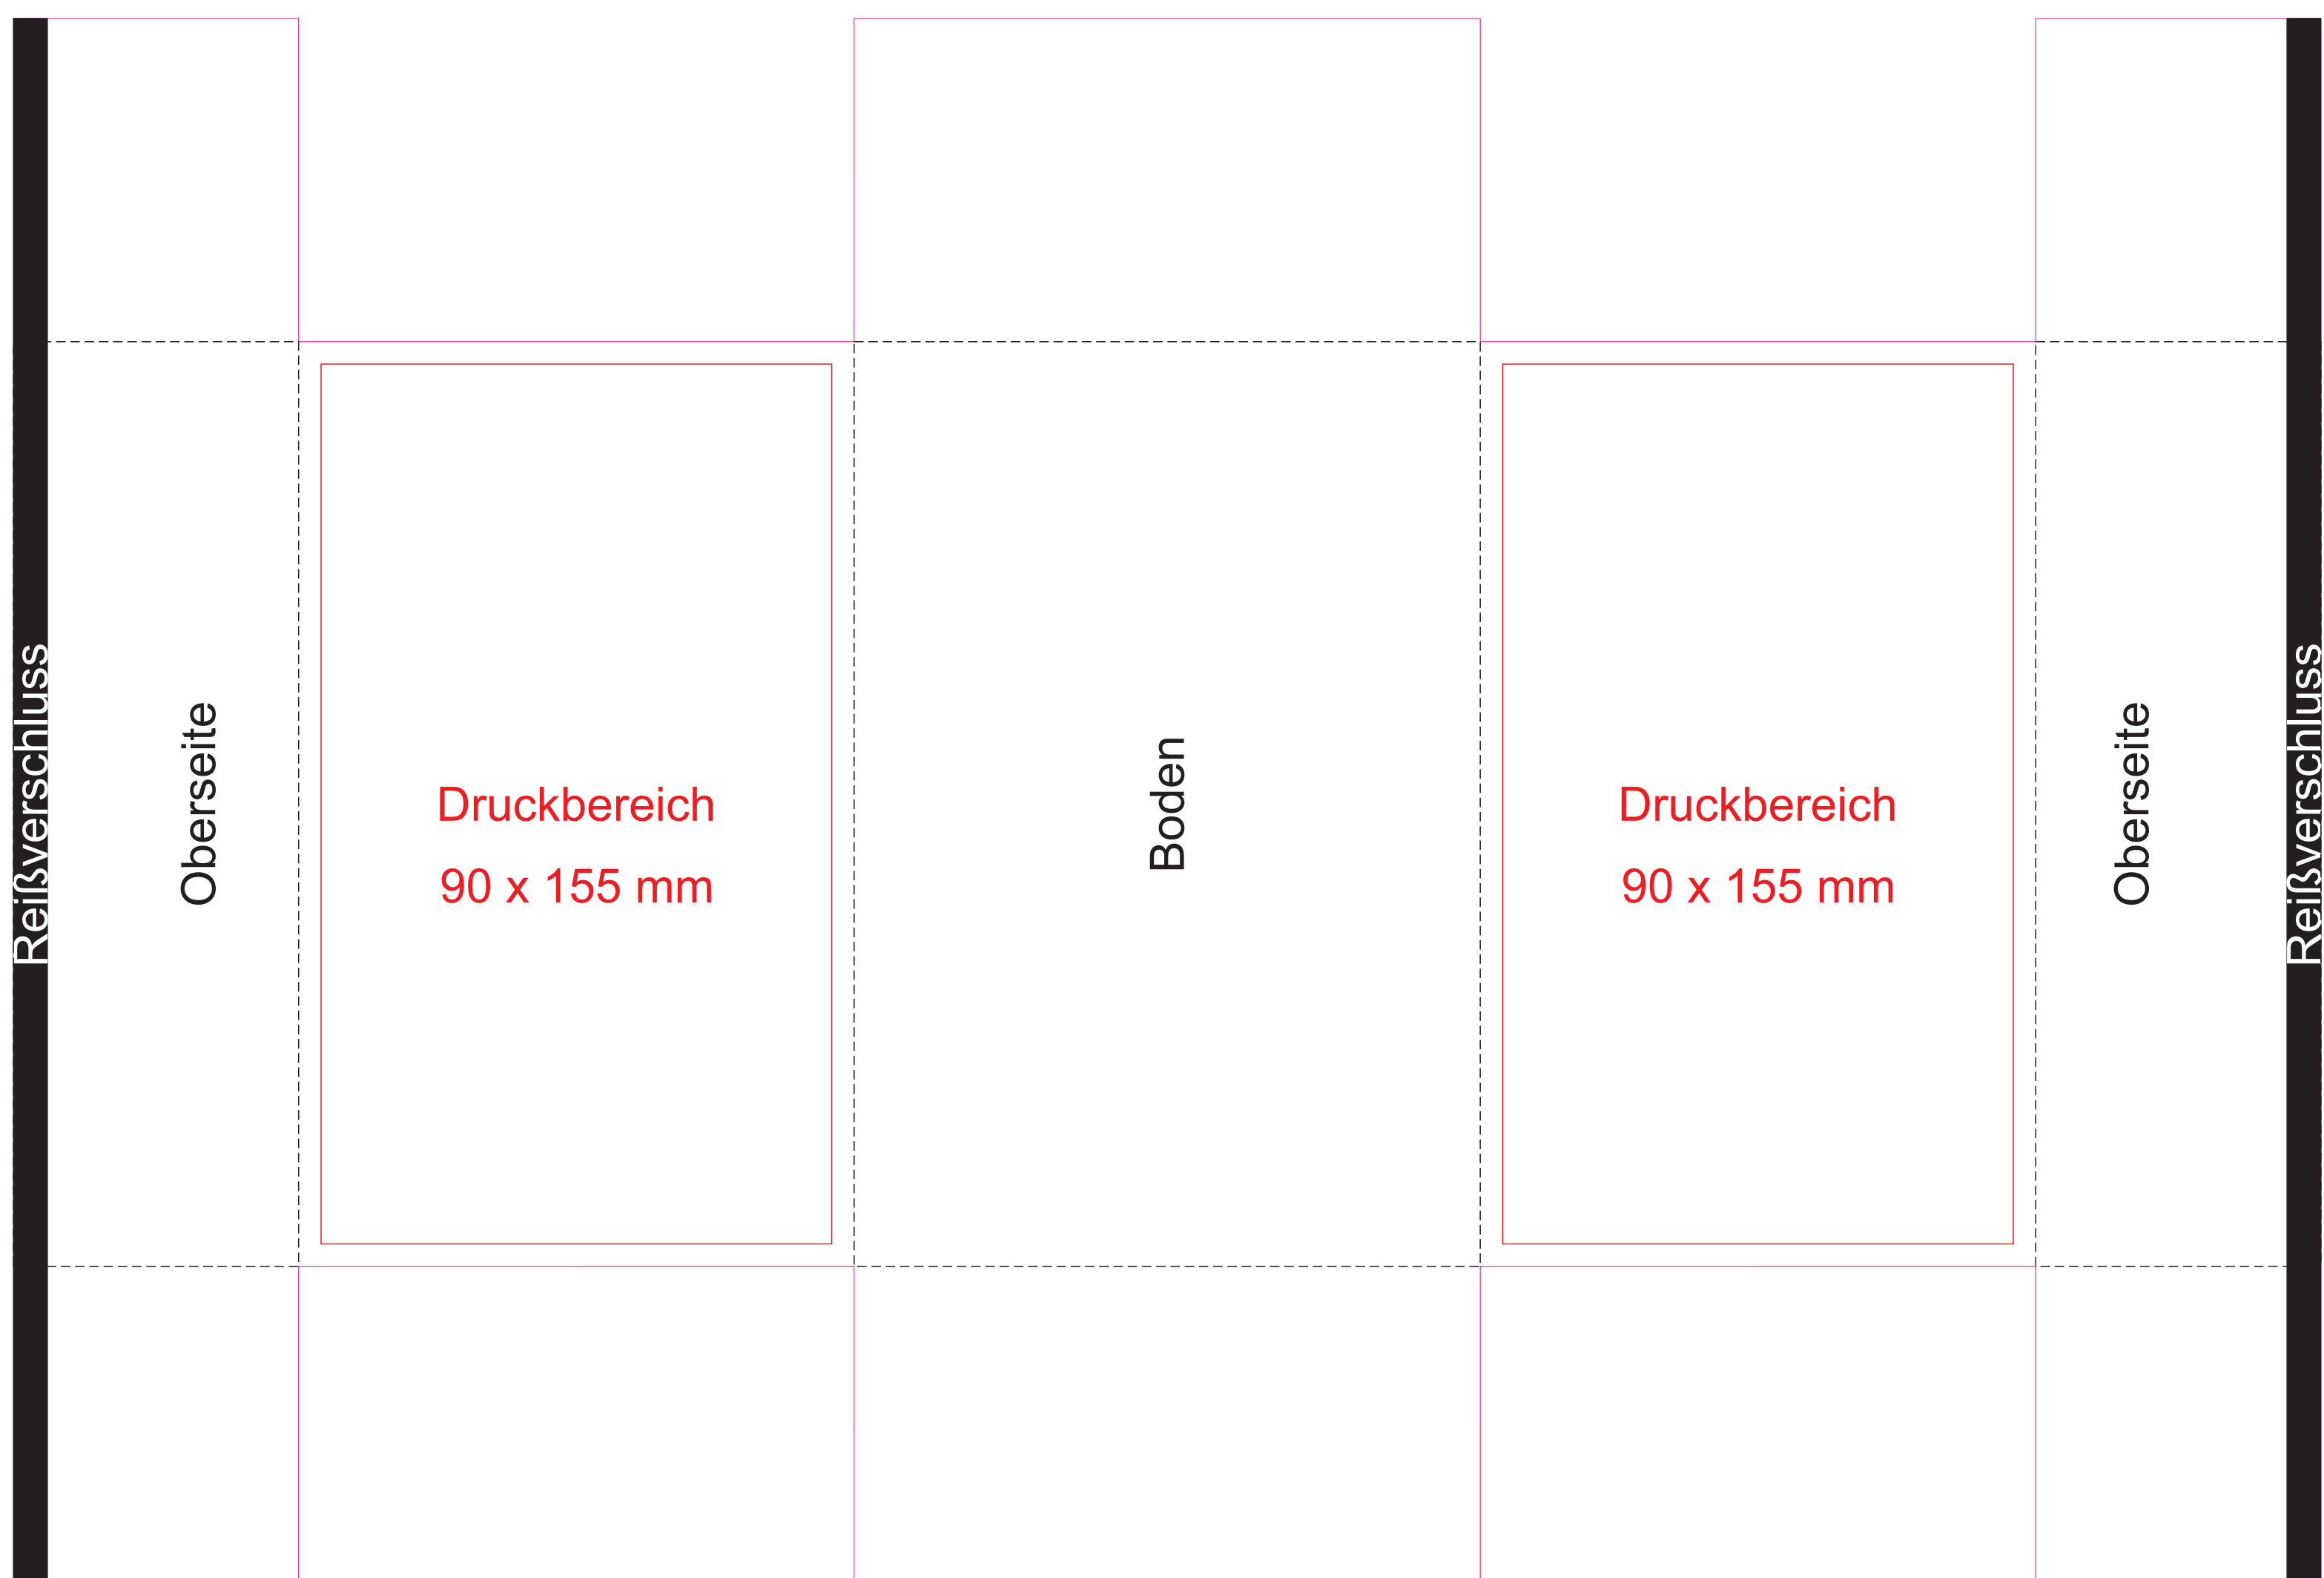 Reißverschluss
Oberseite
Druckbereich
90 x 155 mm
Boden
Druckbereich
90 x 155 mm
Oberseite
Reißverschluss